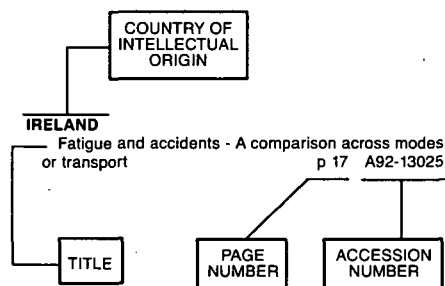 COUNTRY OF
INTELLECTUAL
ORIGIN
IRELAND
Fatigue and accidents - A comparison across modes
or transport p 17 A92-13025
TITLE
PAGE
NUMBER
ACCESSION
NUMBER